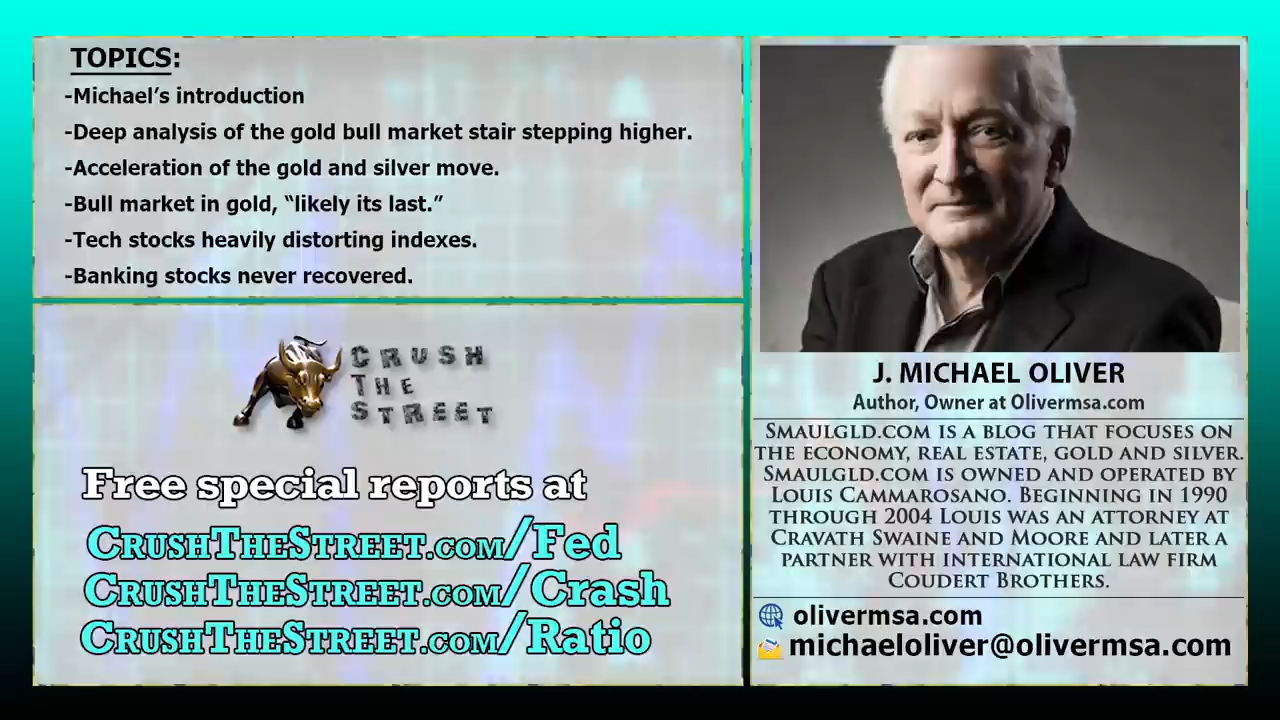 TOPICS:
-Michael’s introduction
-Deep analysis of the gold bull market stair stepping higher.
-Acceleration of the gold and silver move.
-Bull market in gold, “likely its last.”
-Tech stocks heavily distorting indexes.
-Banking stocks never recovered.
CRUSH
THE
STREET
Free special reports at
CRUSHTHESTREET.COM/Fed
CRUSHTHESTREET.COM/Crash
CRUSHTHESTREET.COM/Ratio
J. MICHAEL OLIVER
Author, Owner at Olivermsa.com
SMAULGLD.COM IS A BLOG THAT FOCUSES ON
THE ECONOMY, REAL ESTATE, GOLD AND SILVER.
SMAULGLD.COM IS OWNED AND OPERATED BY
LOUIS CAMMAROSANO. BEGINNING IN 1990
THROUGH 2004 LOUIS WAS AN ATTORNEY AT
CRAVATH SWAINE AND MOORE AND LATER A
PARTNER WITH INTERNATIONAL LAW FIRM
COUDERT BROTHERS.
olivermsa.com
michaeloliver@olivermsa.com